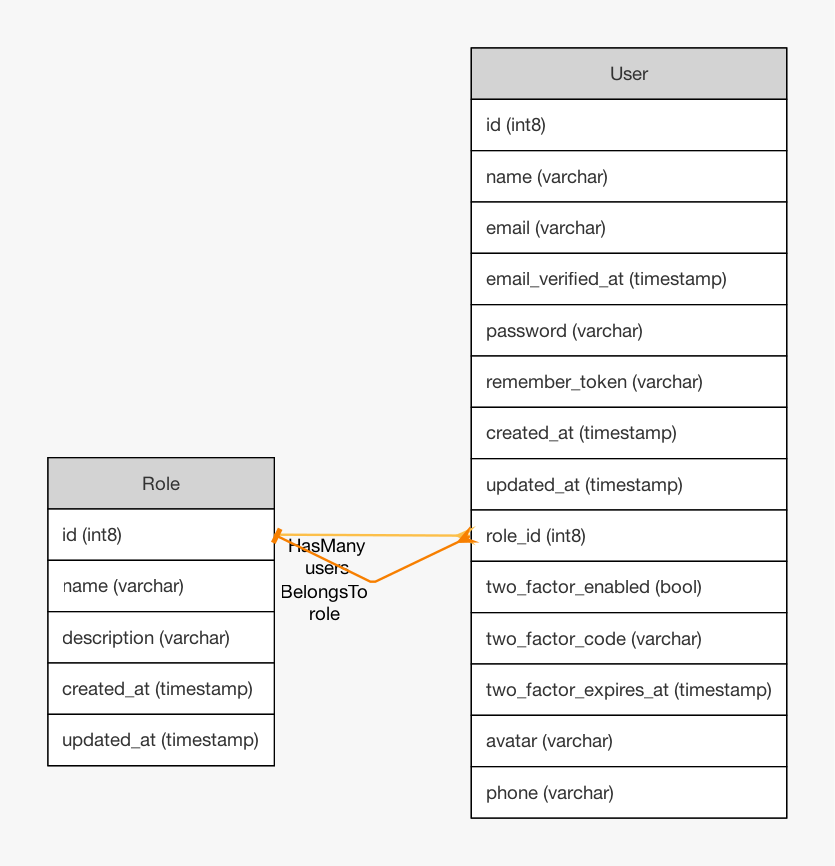 User
id (int8)
name (varchar)
email (varchar)
email_verified_at (timestamp)
password (varchar)
remember_token (varchar)
created_at (timestamp)
updated_at (timestamp)
role_id (int8)
two_factor_enabled (bool)
two_factor_code (varchar)
two_factor_expires_at (timestamp)
avatar (varchar)
phone (varchar)
Role
id (int8)
name (varchar)
description (varchar)
created_at (timestamp)
updated_at (timestamp)
HasMany
users
BelongsTo
role